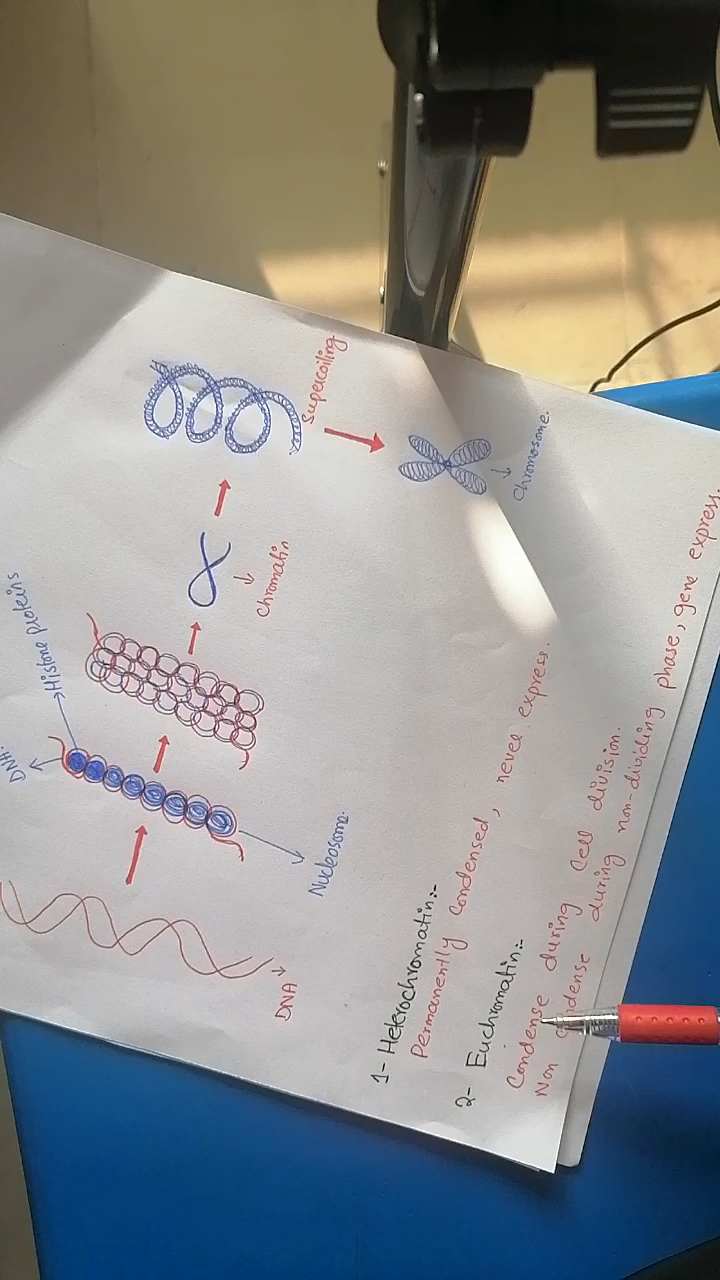 DNA
DNA.
Histone proteins
Nucleosome.
Chromatin
Supercoiling
Chromosome.
1- Heterochromatin:-
Permanently condensed, never express.
2- Euchromatin:-
Condense during cell division.
Non during non-dividing phase, gene express.